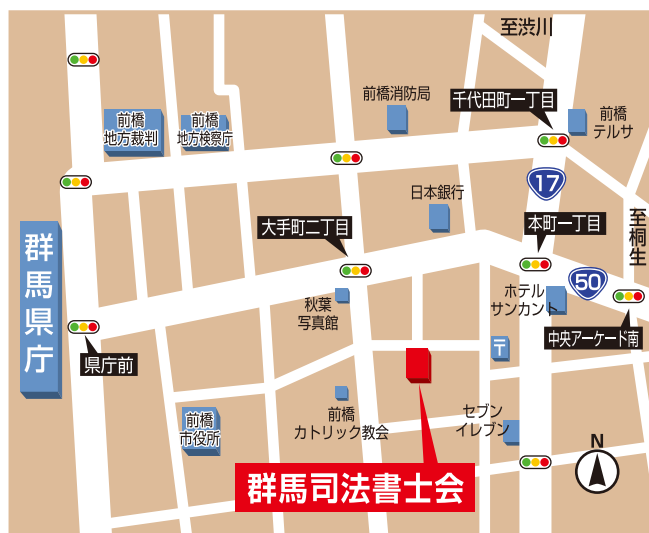 至渋川
前橋消防局
千代田町一丁目
前橋
地方裁判
前橋
地方検察庁
前橋
テルサ
17
日本銀行
至桐生
大手町二丁目
本町一丁目
群馬県庁
50
ホテル
サンカント
秋葉
写真館
中央アーケード南
〒
県庁前
前橋
市役所
前橋
カトリック教会
セブン
イレブン
N
群馬司法書士会